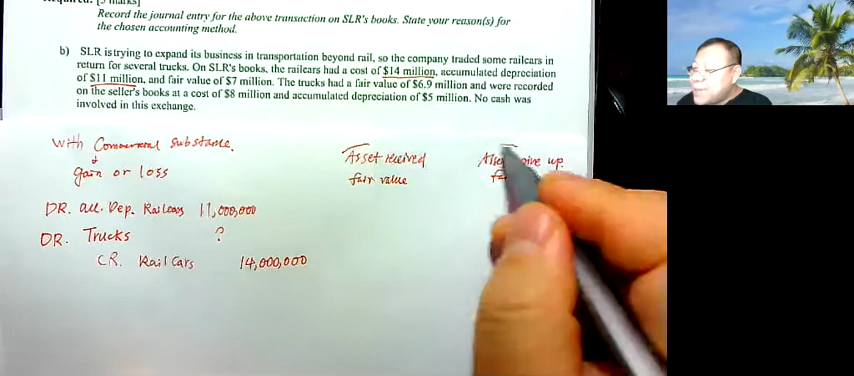 [5 marks]
Record the journal entry for the above transaction on SLR's books. State your reason(s) for
the chosen accounting method.
b) SLR is trying to expand its business in transportation beyond rail, so the company traded some railcars in
return for several trucks. On SLR's books, the railcars had a cost of $14 million, accumulated depreciation
of $11 million, and fair value of $7 million. The trucks had a fair value of $6.9 million and were recorded
on the seller's books at a cost of $8 million and accumulated depreciation of $5 million. No cash was
involved in this exchange.
With Commercial Substance.
gain or loss
Asset received
fair value
give up
DR. acc. Dep. Railcars 11,000,000
DR. Trucks ?
CR. Rail Cars 14,000,000